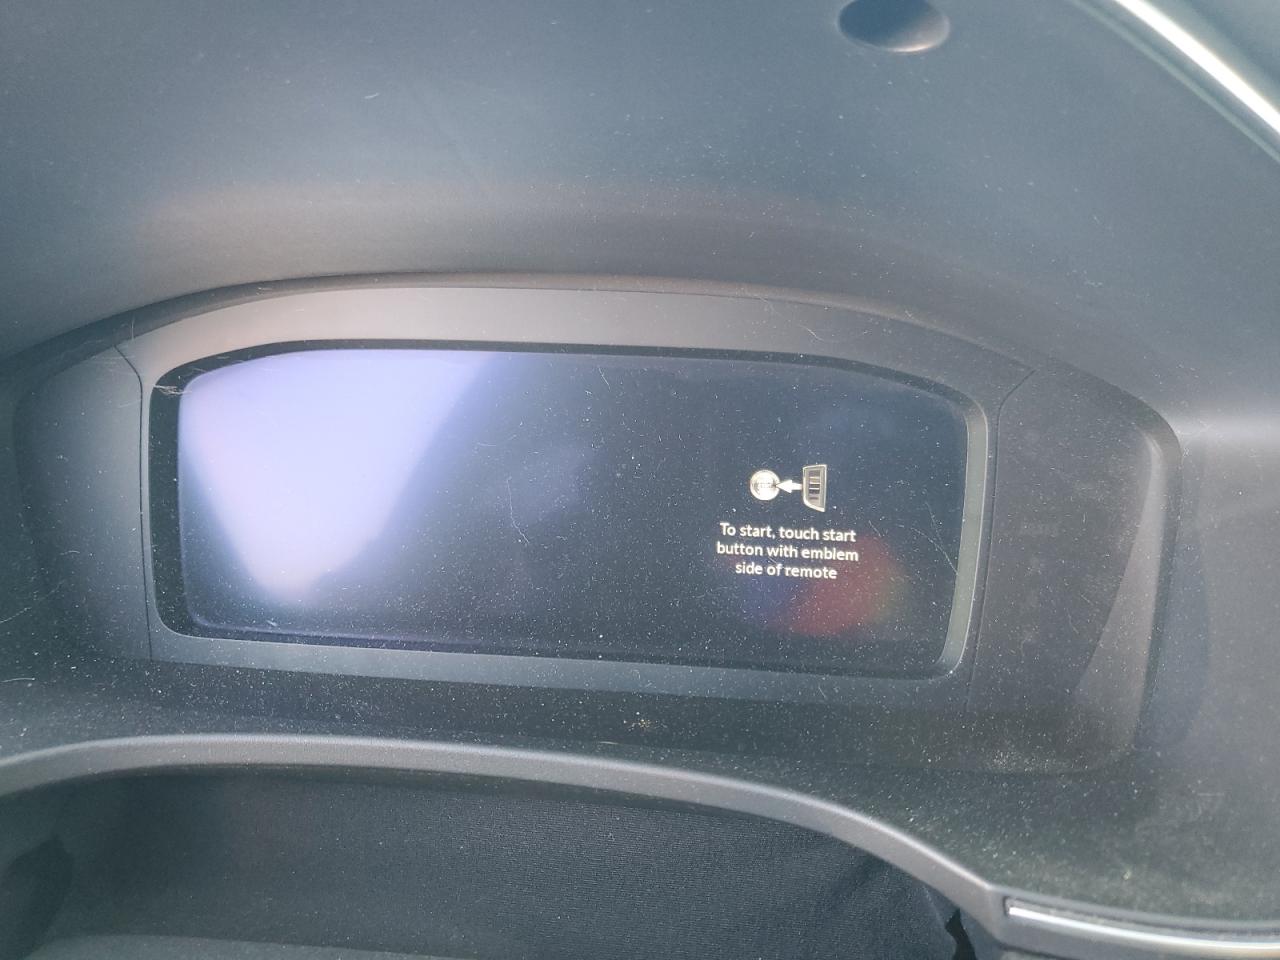 To start, touch start
button with emblem
side of remote